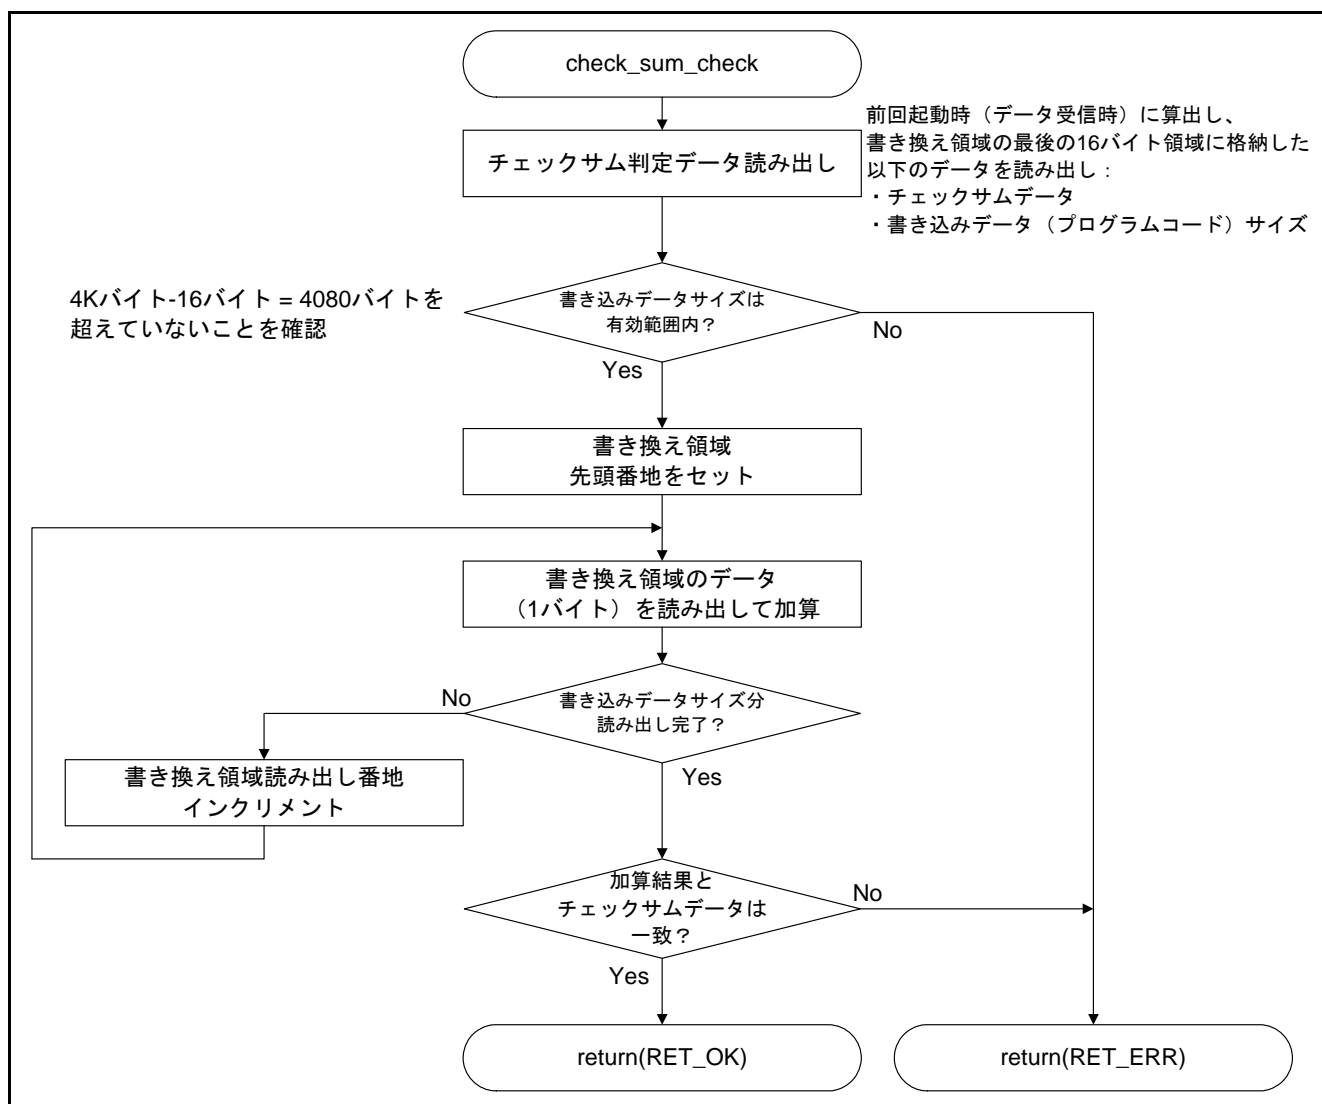 check_sum_check
チェックサム判定データ読み出し
前回起動時（データ受信時）に算出し、
書き換え領域の最後の16バイト領域に格納した
以下のデータを読み出し：
・チェックサムデータ
・書き込みデータ（プログラムコード）サイズ
4Kバイト-16バイト = 4080バイトを
超えていないことを確認
書き込みデータサイズは
有効範囲内？
No
Yes
書き換え領域
先頭番地をセット
書き換え領域のデータ
（1バイト）を読み出して加算
No
書き込みデータサイズ分
読み出し完了？
Yes
書き換え領域読み出し番地
インクリメント
加算結果と
チェックサムデータは
一致？
No
Yes
return(RET_OK)
return(RET_ERR)